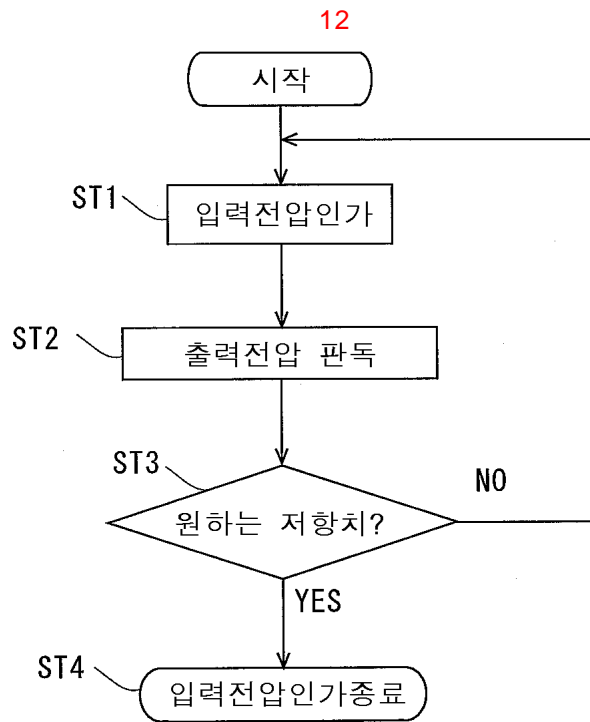 12
시작
ST1
입력전압인가
ST2
출력전압 판독
ST3
원하는 저항치?
NO
YES
ST4
입력전압인가종료